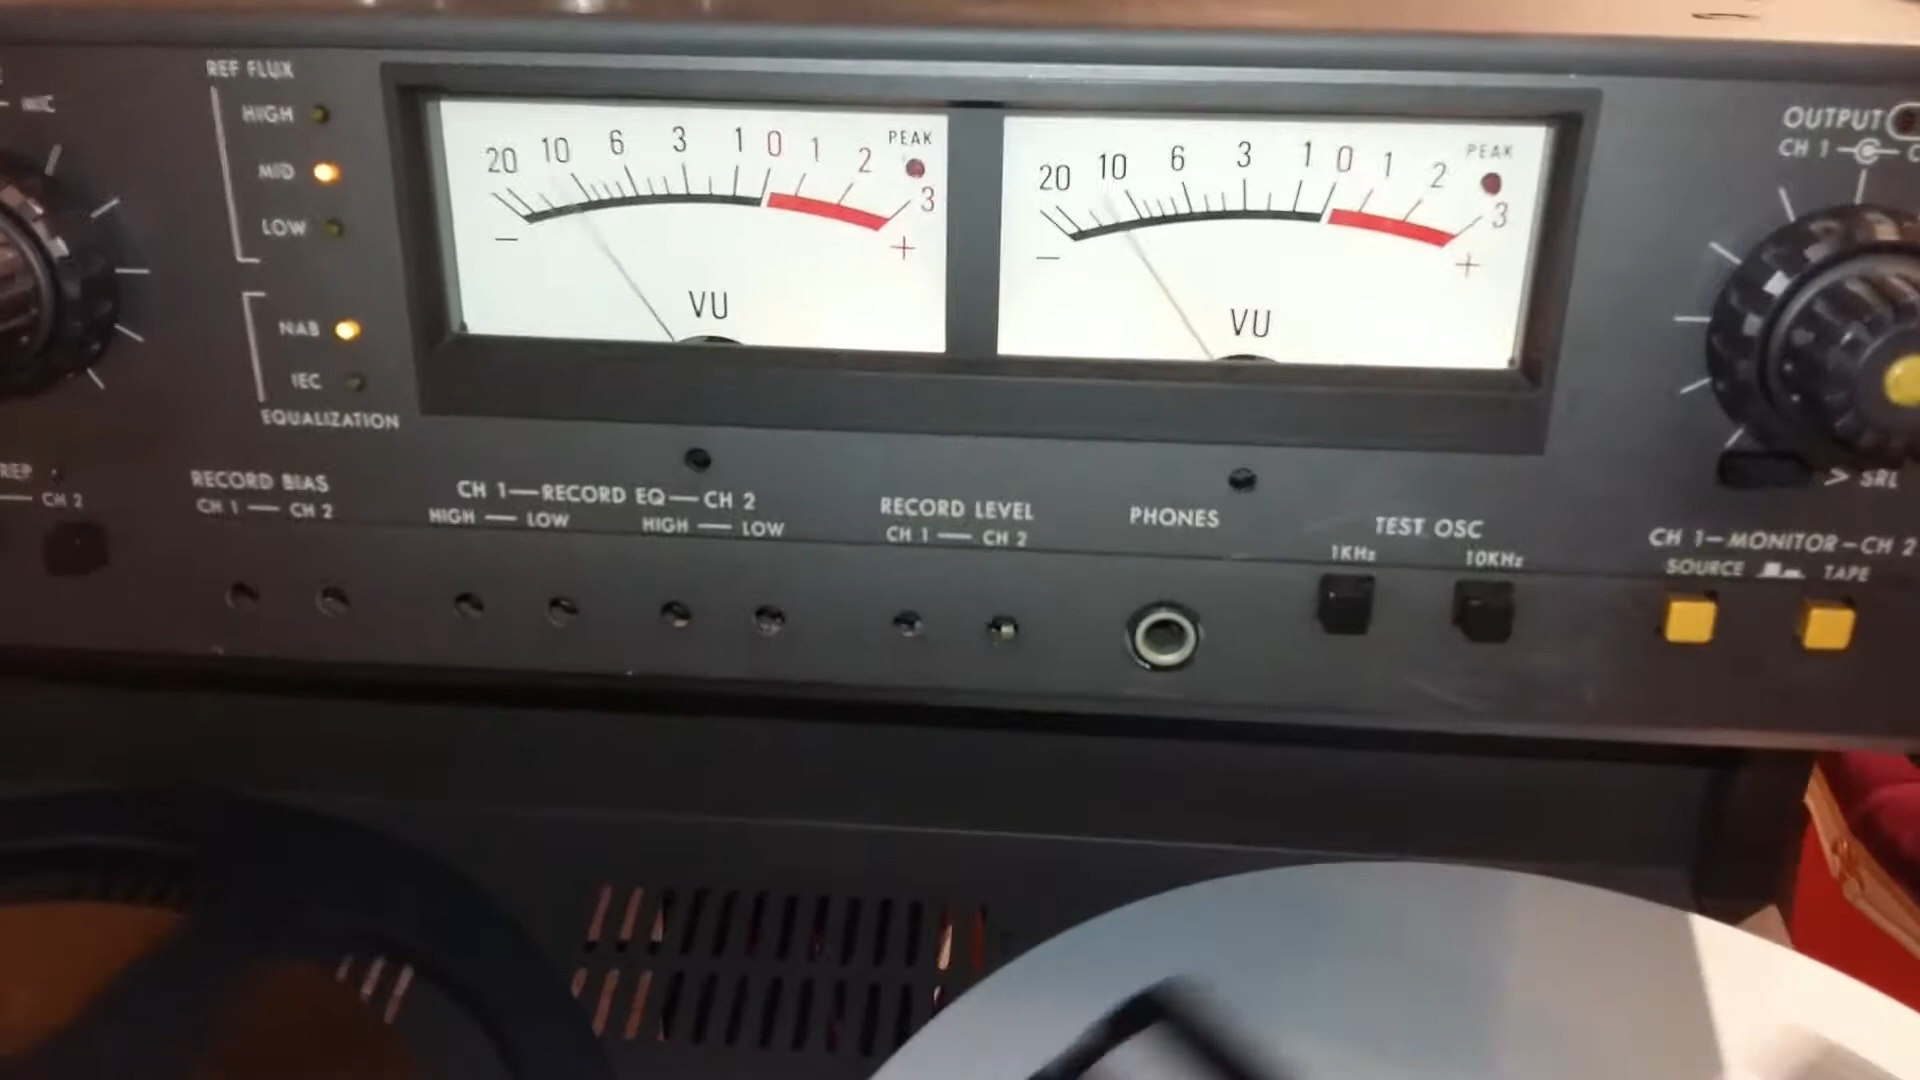 REF FLUX
MIC
HIGH
MID
LOW
NAB
IEC
EQUALIZATION
20 10 6 3 1 0 1 2 3
PEAK
- +
VU
20 10 6 3 1 0 1 2 3
PEAK
- +
VU
OUTPUT
CH 1
> SRL
CH 2
RECORD BIAS
CH 1 — CH 2
CH 1—RECORD EQ—CH 2
HIGH — LOW HIGH — LOW
RECORD LEVEL
CH 1 — CH 2
PHONES
TEST OSC
1KHz 10KHz
CH 1—MONITOR—CH 2
SOURCE TAPE